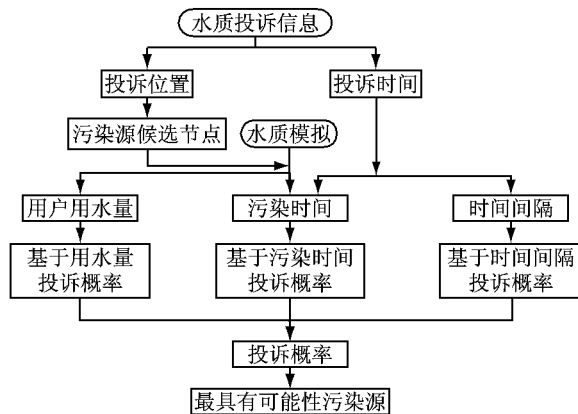 水质投诉信息
投诉位置
投诉时间
污染源候选节点
水质模拟
用户用水量
污染时间
时间间隔
基于用水量
投诉概率
基于污染时间
投诉概率
基于时间间隔
投诉概率
投诉概率
最具有可能性污染源